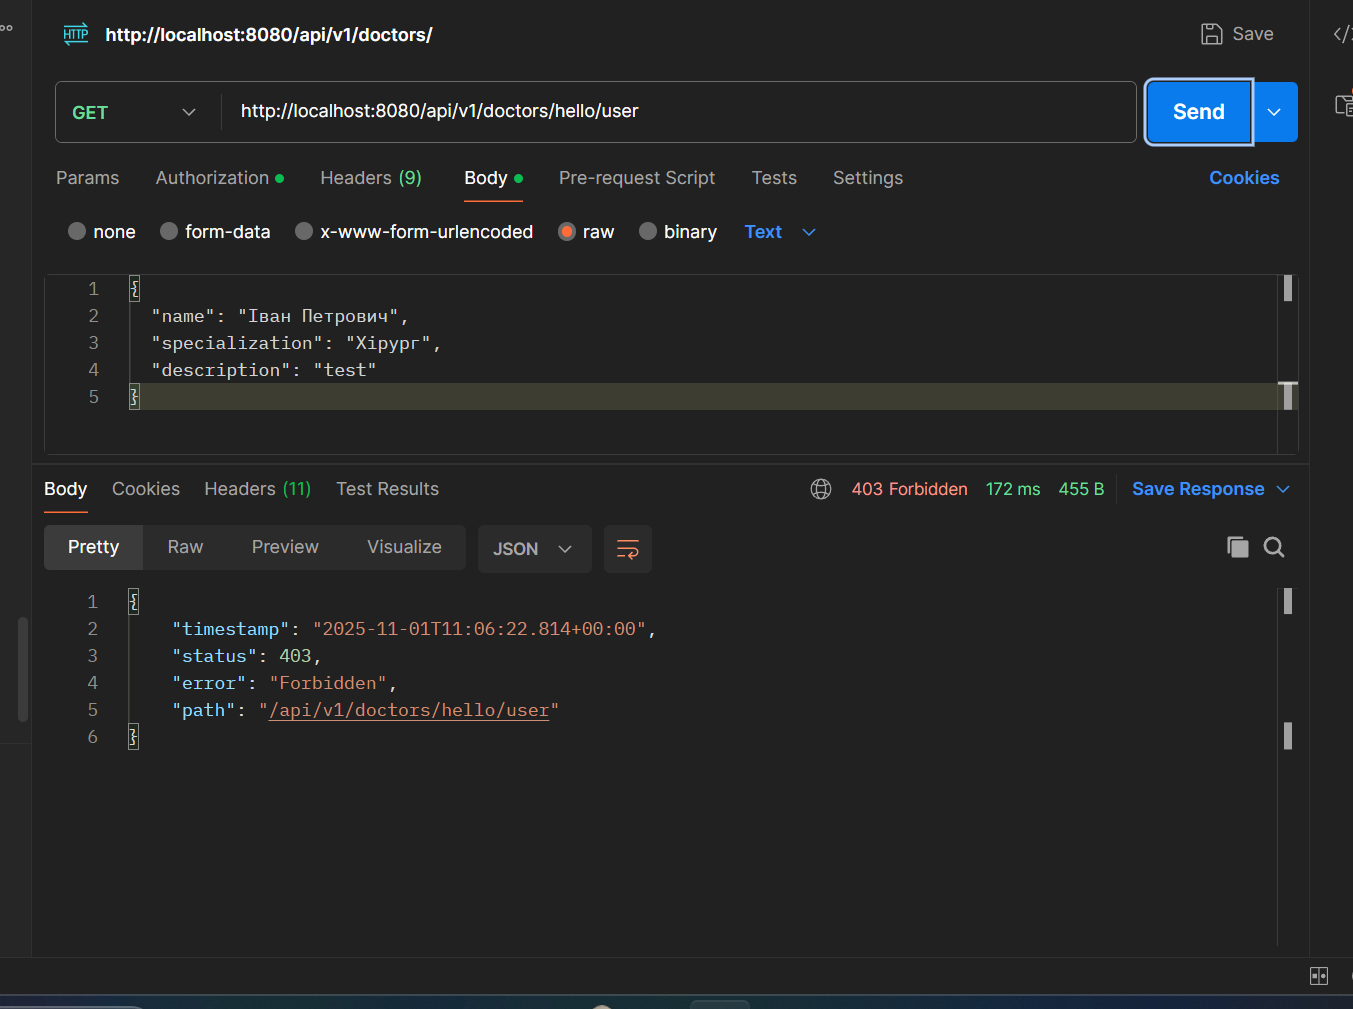 HTTP http://localhost:8080/api/v1/doctors/ Save
GET http://localhost:8080/api/v1/doctors/hello/user Send
Params Authorization Headers (9) Body Pre-request Script Tests Settings Cookies
none form-data x-www-form-urlencoded raw binary Text
1 {
2 "name": "Іван Петрович",
3 "specialization": "Хірург",
4 "description": "test"
5 }
Body Cookies Headers (11) Test Results 403 Forbidden 172 ms 455 B Save Response
Pretty Raw Preview Visualize JSON
1 {
2 "timestamp": "2025-11-01T11:06:22.814+00:00",
3 "status": 403,
4 "error": "Forbidden",
5 "path": "/api/v1/doctors/hello/user"
6 }